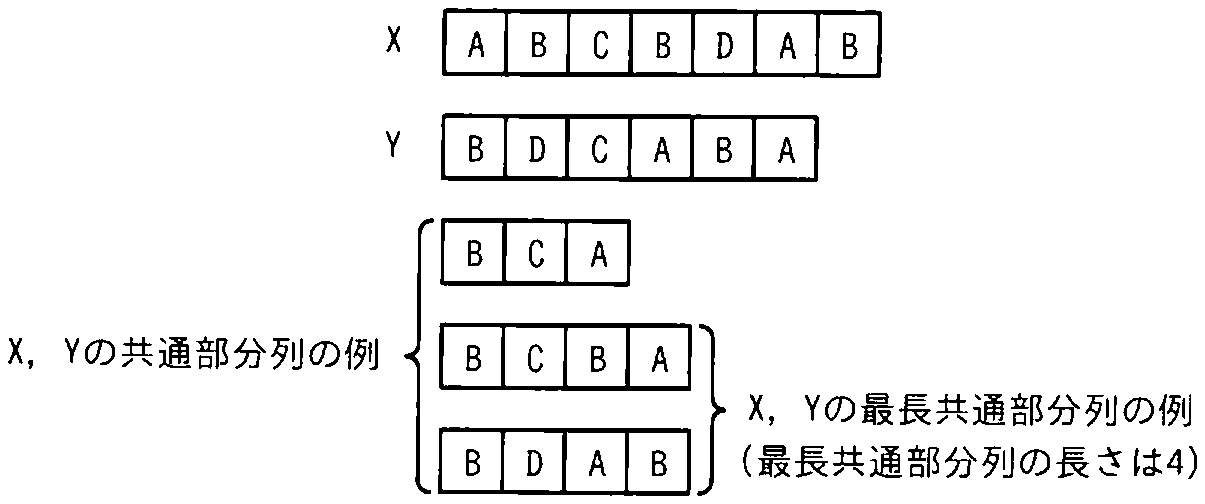 X A B C B D A B
Y B D C A B A
B C A
X, Yの共通部分列の例 B C B A
X, Yの最長共通部分列の例
B D A B (最長共通部分列の長さは4)